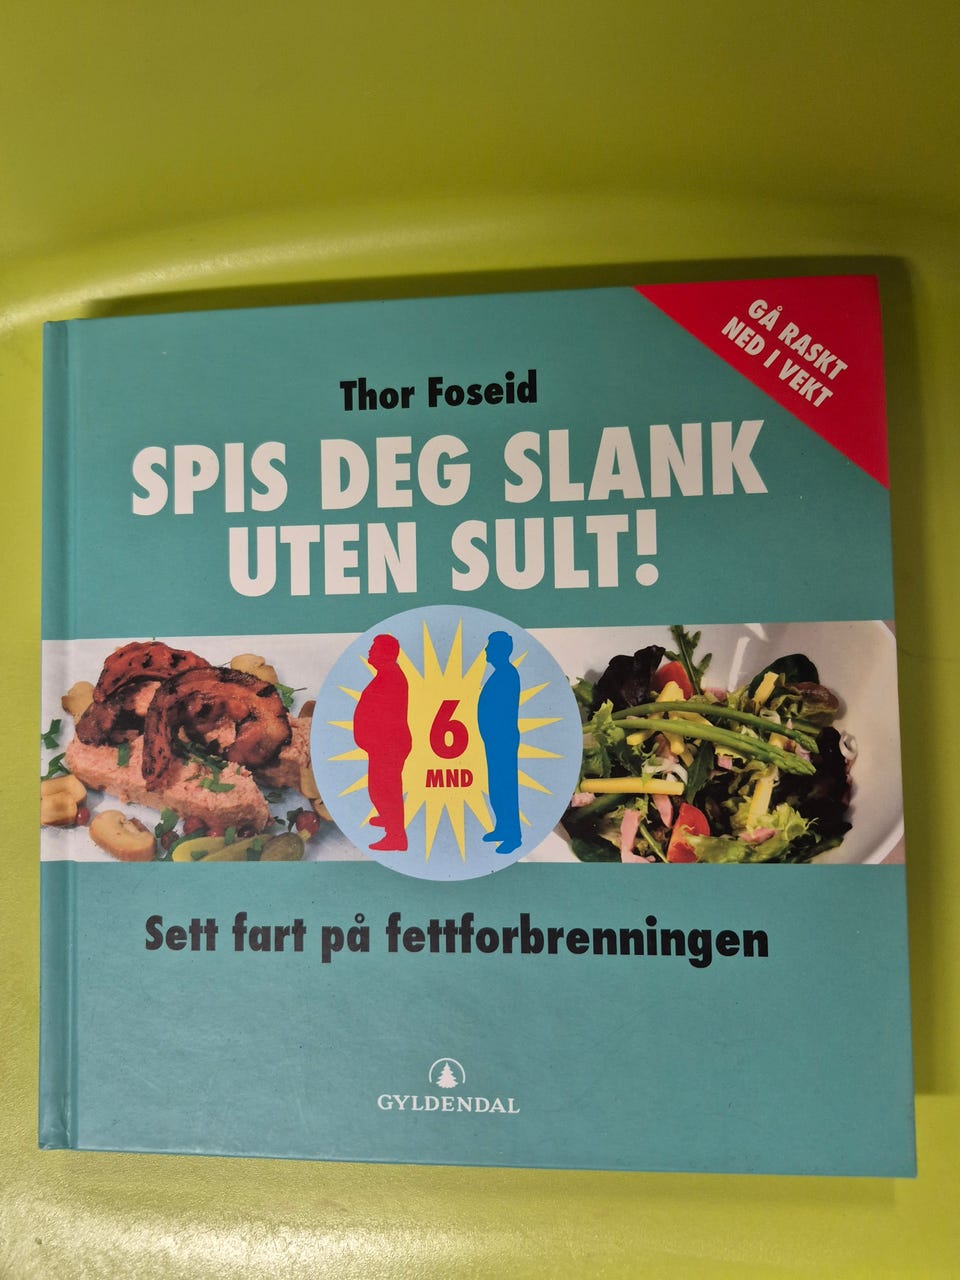 GÅ RASKT
NED I VEKT
Thor Foseid
SPIS DEG SLANK
UTEN SULT!
6
MND
Sett fart på fettforbrenningen
GYLDENDAL